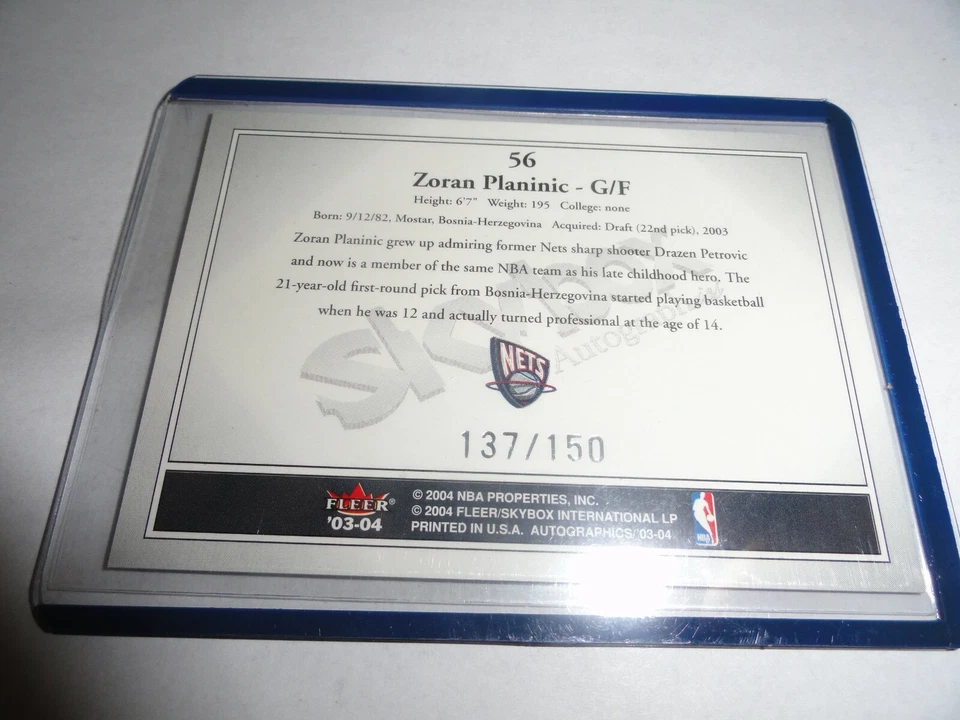 56
Zoran Planinic - G/F
Height: 6'7" Weight: 195 College: none
Born: 9/12/82, Mostar, Bosnia-Herzegovina Acquired: Draft (22nd pick), 2003
Zoran Planinic grew up admiring former Nets sharp shooter Drazen Petrovic
and now is a member of the same NBA team as his late childhood hero. The
21-year-old first-round pick from Bosnia-Herzegovina started playing basketball
when he was 12 and actually turned professional at the age of 14.
skybox
Autographics
NETS
137/150
FLEER®
'03-04
© 2004 NBA PROPERTIES, INC.
© 2004 FLEER/SKYBOX INTERNATIONAL LP
PRINTED IN U.S.A. AUTOGRAPHICS '03-04
NBA